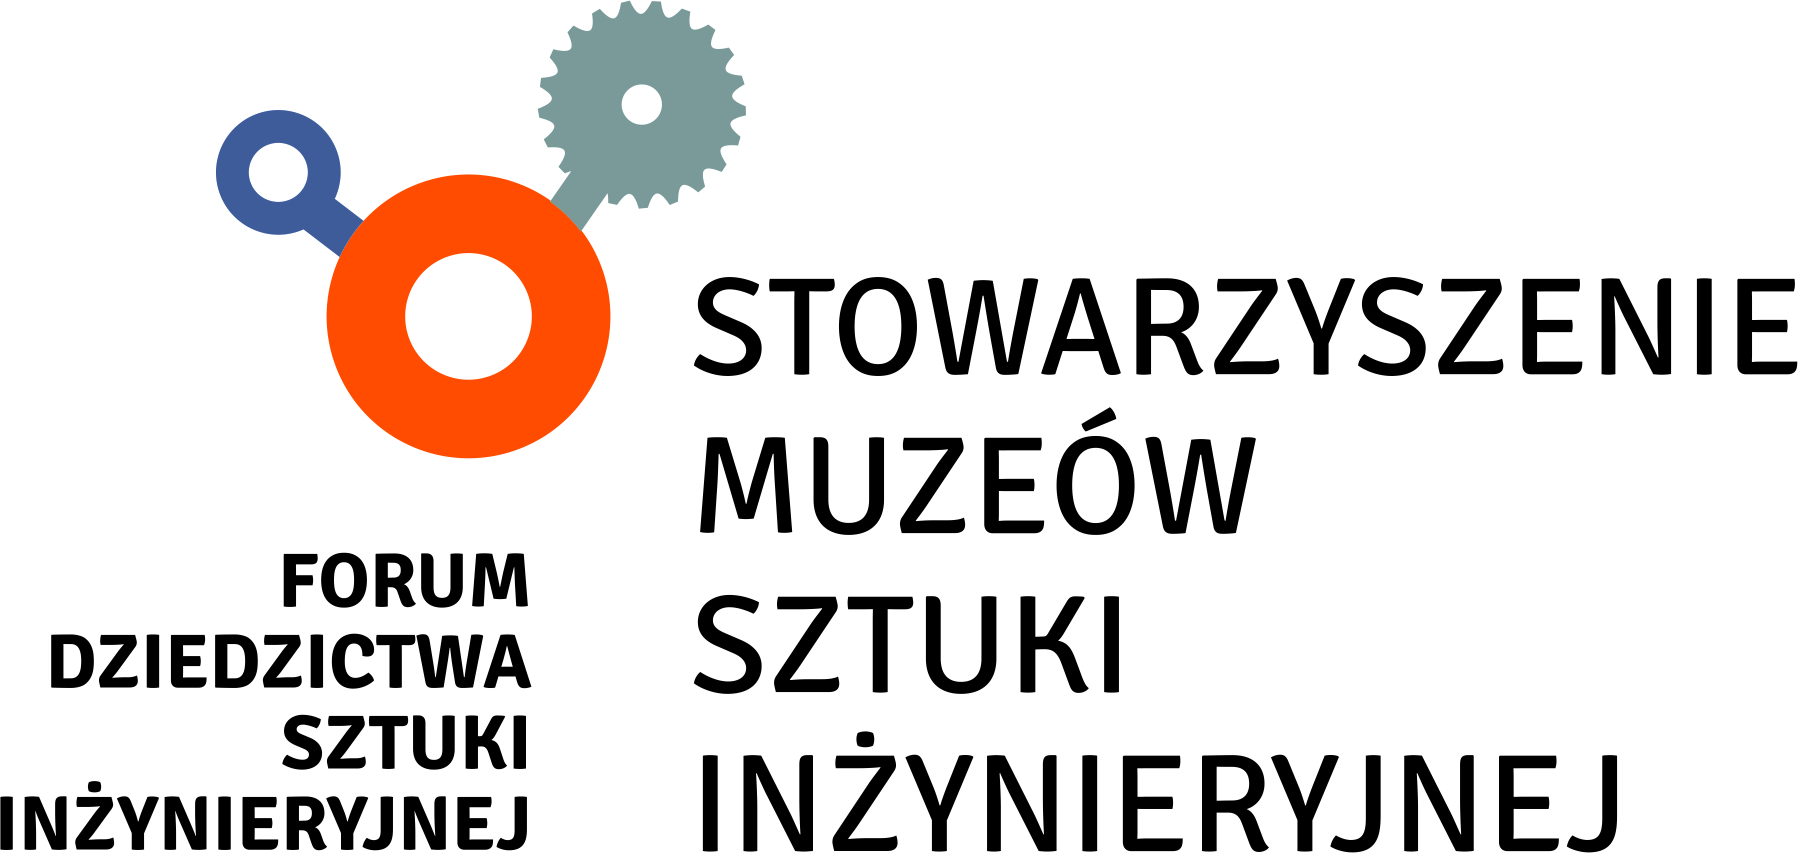 STOWARZYSZENIE
MUZEÓW
SZTUKI
INŻYNIERYJNEJ
FORUM
DZIEDZICTWA
SZTUKI
INŻYNIERYJNEJ